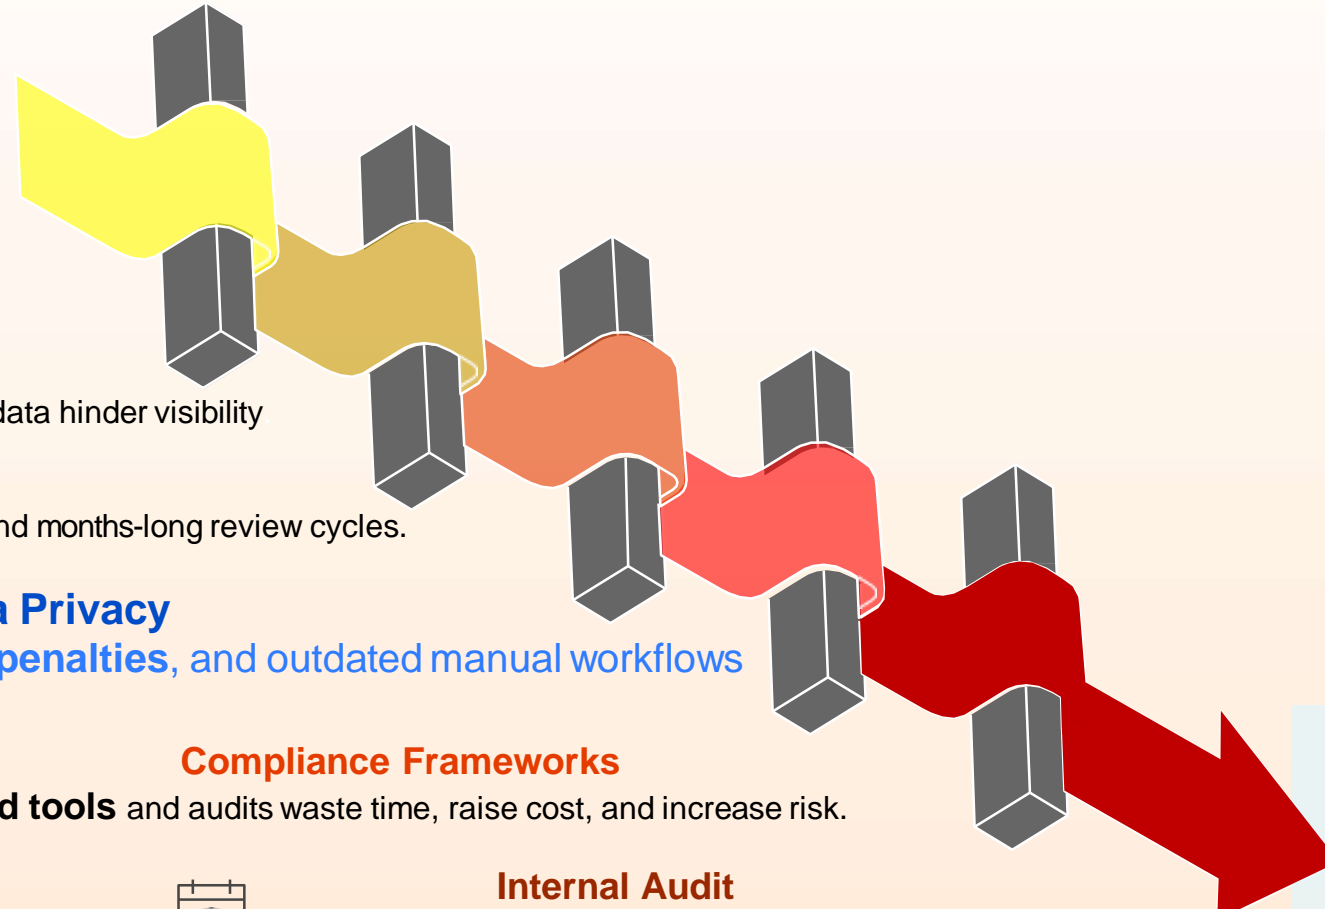 data hinder visibility
nd months-long review cycles.
a Privacy
penalties, and outdated manual workflows
Compliance Frameworks
d tools and audits waste time, raise cost, and increase risk.
Internal Audit